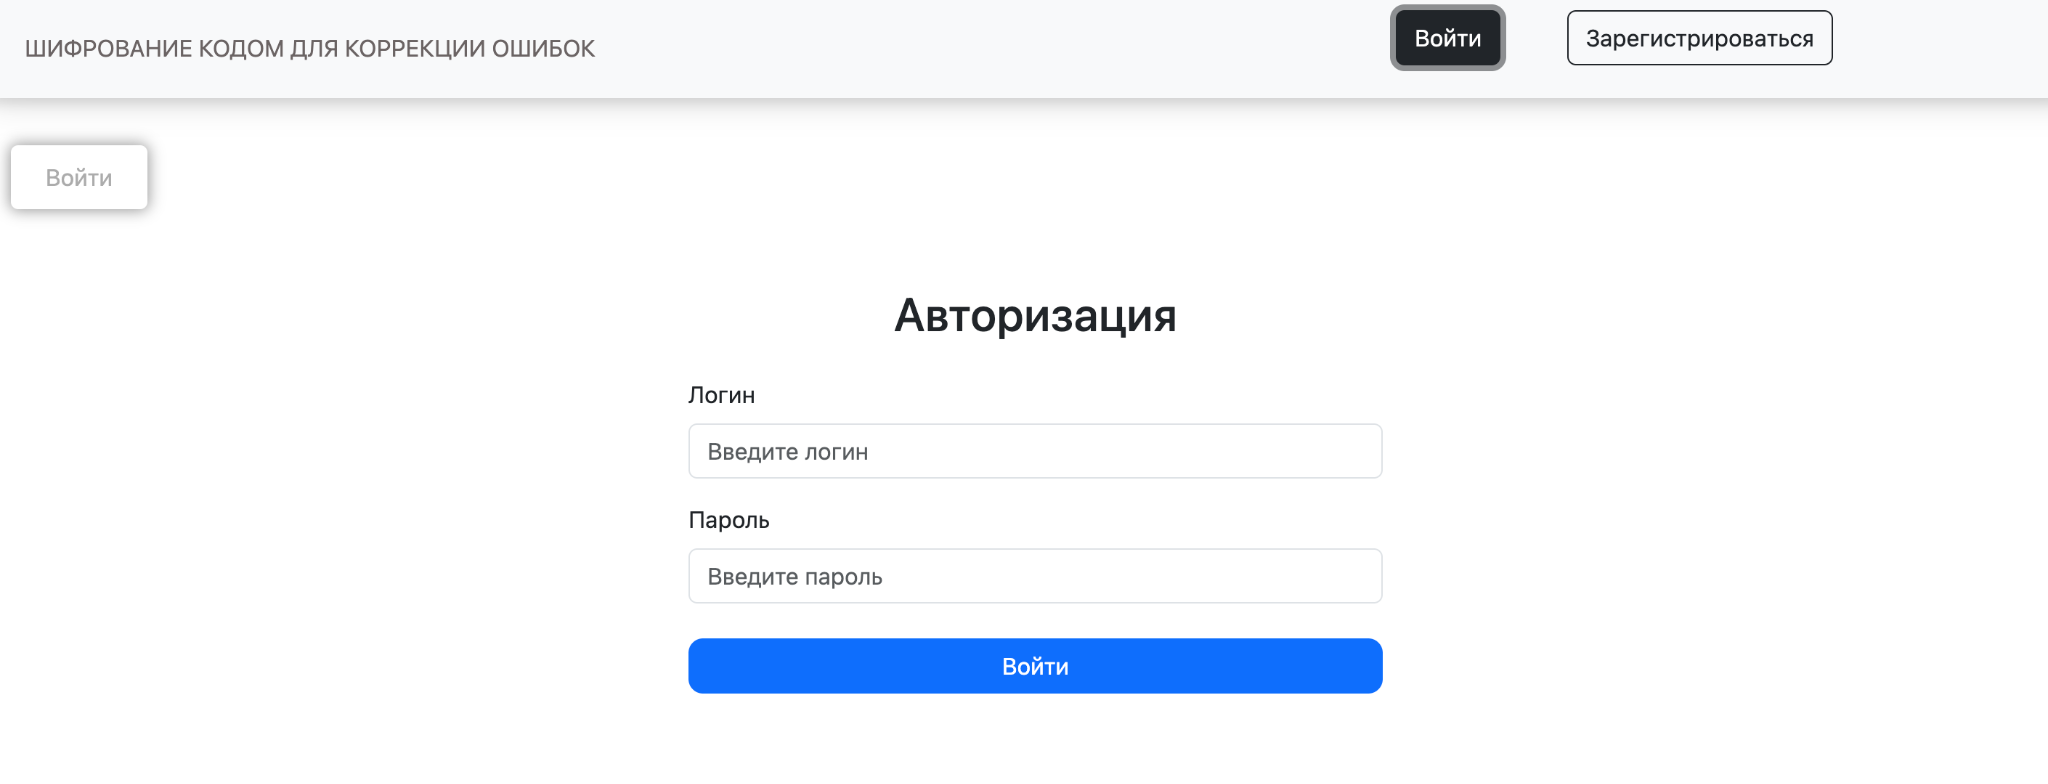 ШИФРОВАНИЕ КОДОМ ДЛЯ КОРРЕКЦИИ ОШИБОК
Войти
Зарегистрироваться
Войти
Авторизация
Логин
Введите логин
Пароль
Введите пароль
Войти